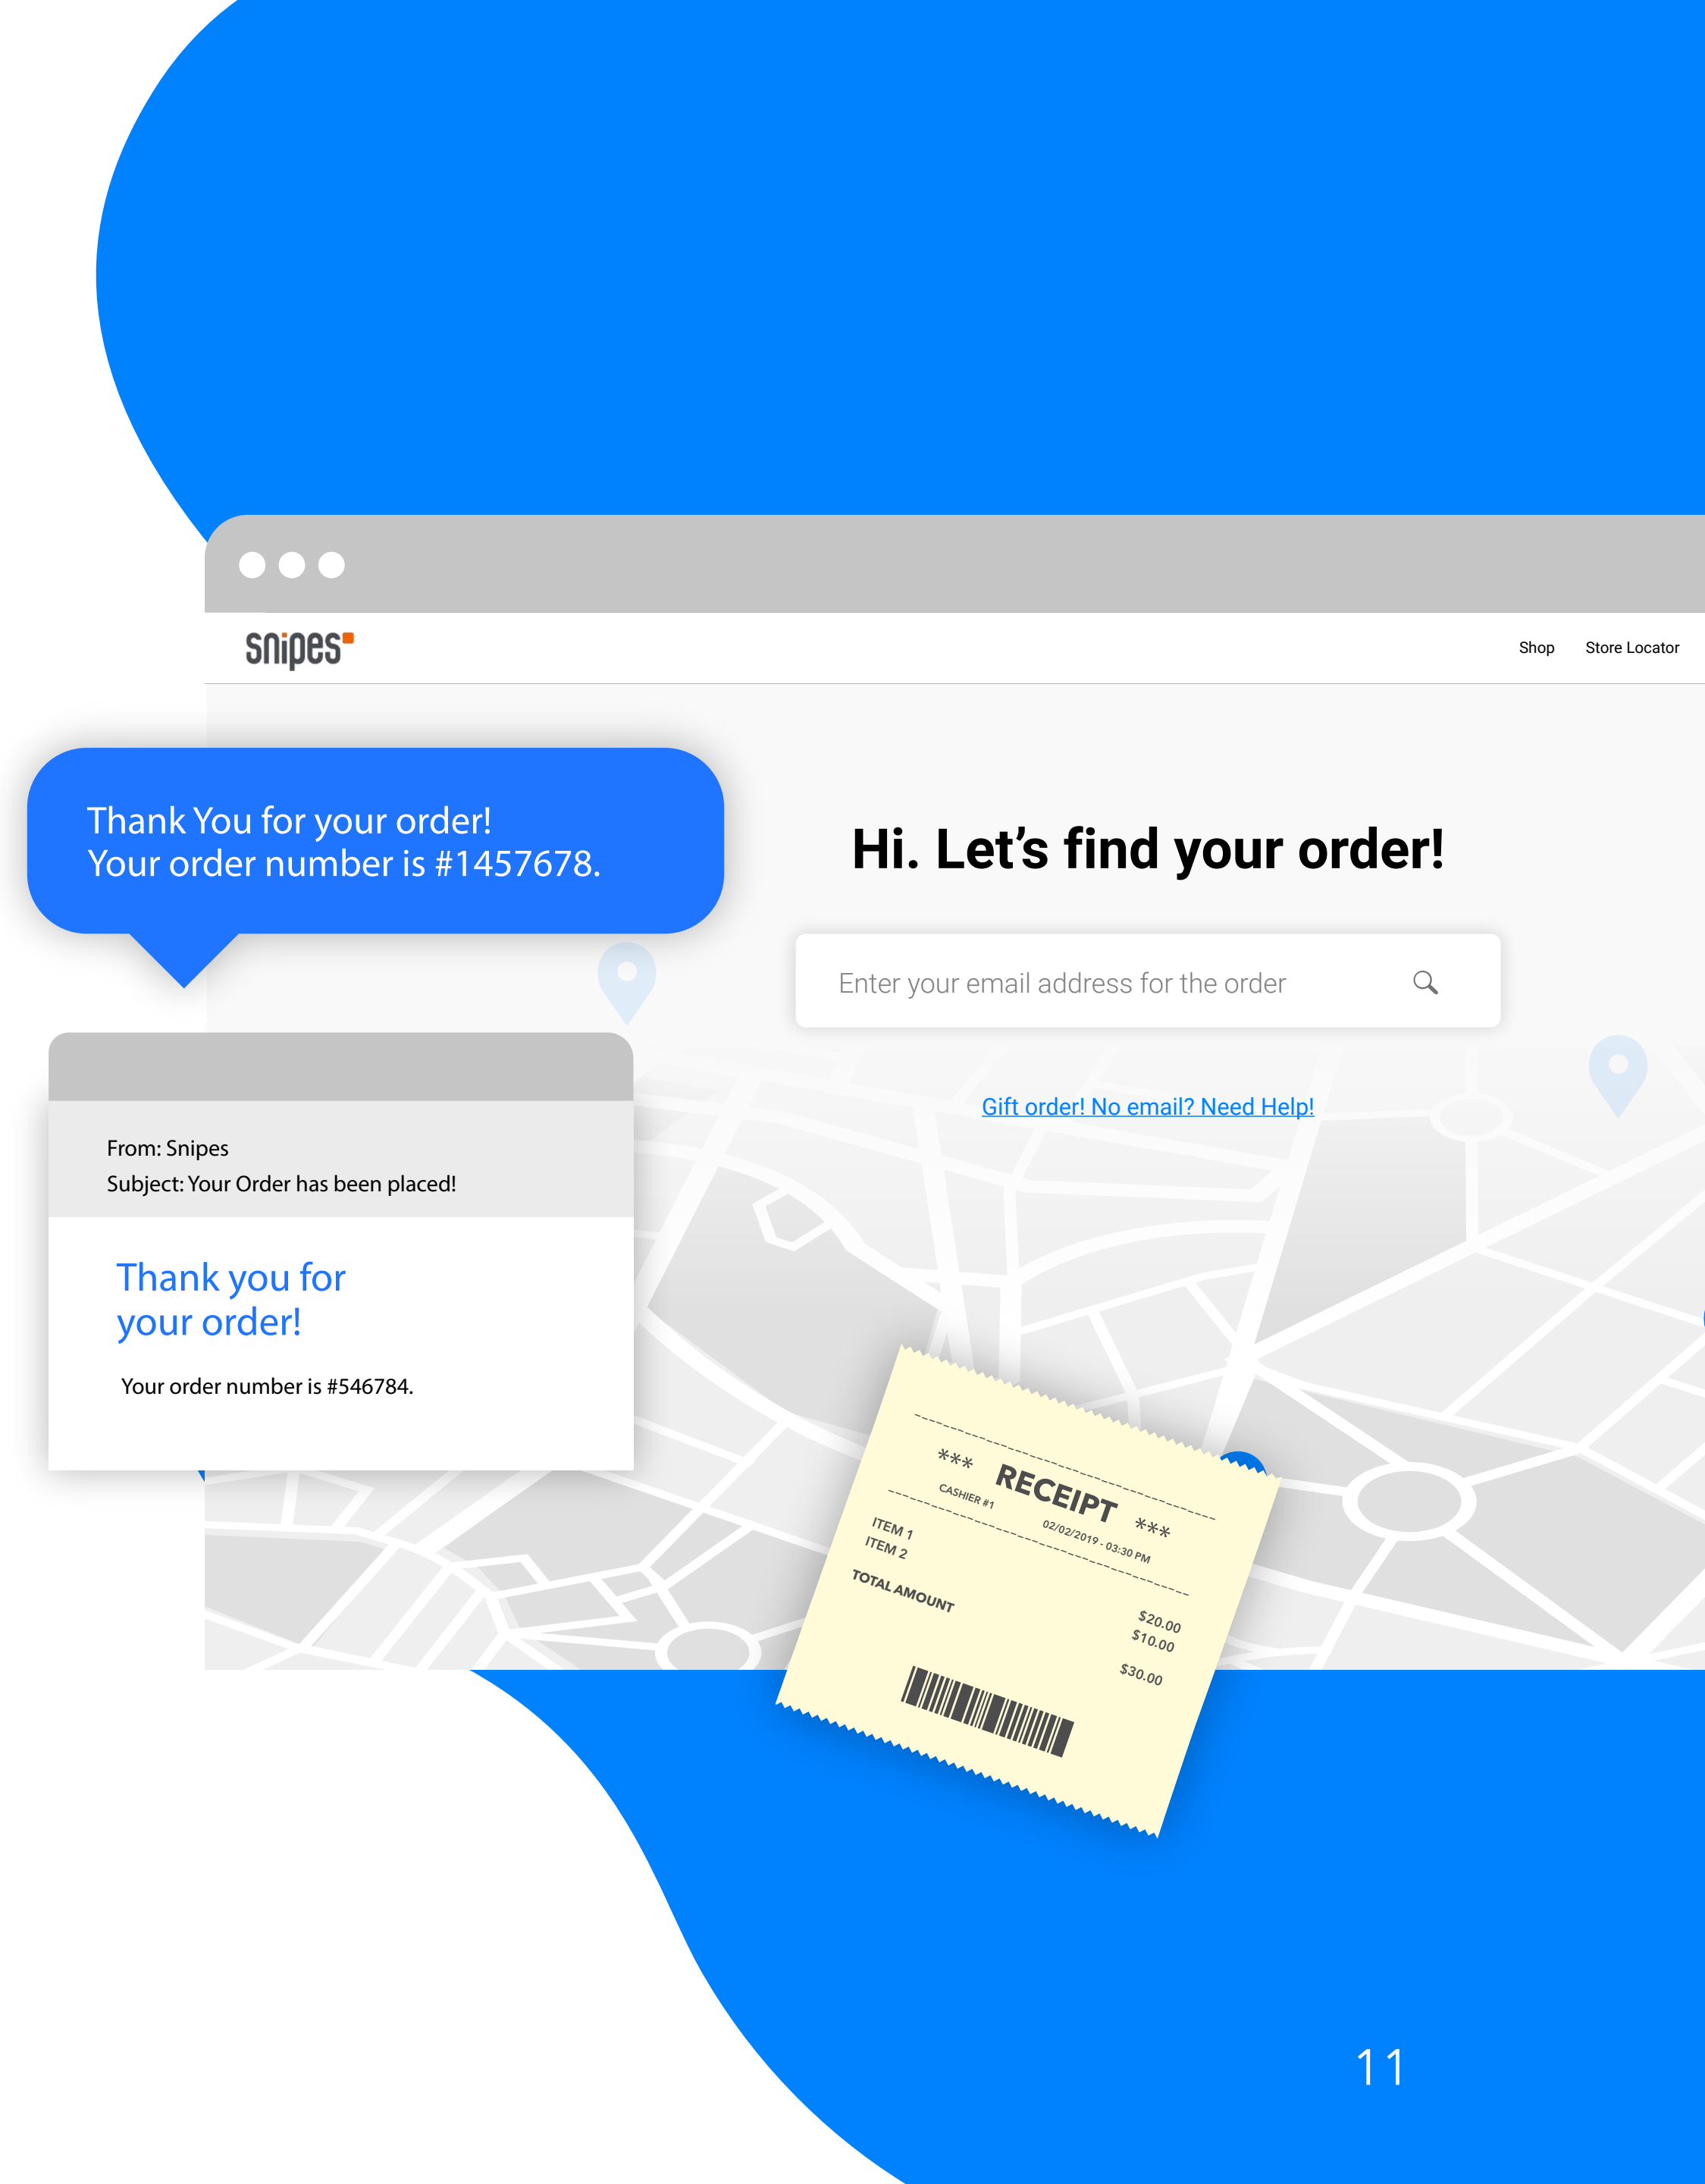 snipes
Shop
Store Locator
Thank You for your order!
Your order number is #1457678.
Hi. Let’s find your order!
Enter your email address for the order
Gift order! No email? Need Help!
From: Snipes
Subject: Your Order has been placed!
Thank you for
your order!
Your order number is #546784.
*** RECEIPT ***
CASHIER #1
02/02/2019 - 03:30 PM
ITEM 1
$20.00
ITEM 2
$10.00
TOTAL AMOUNT
$30.00
11